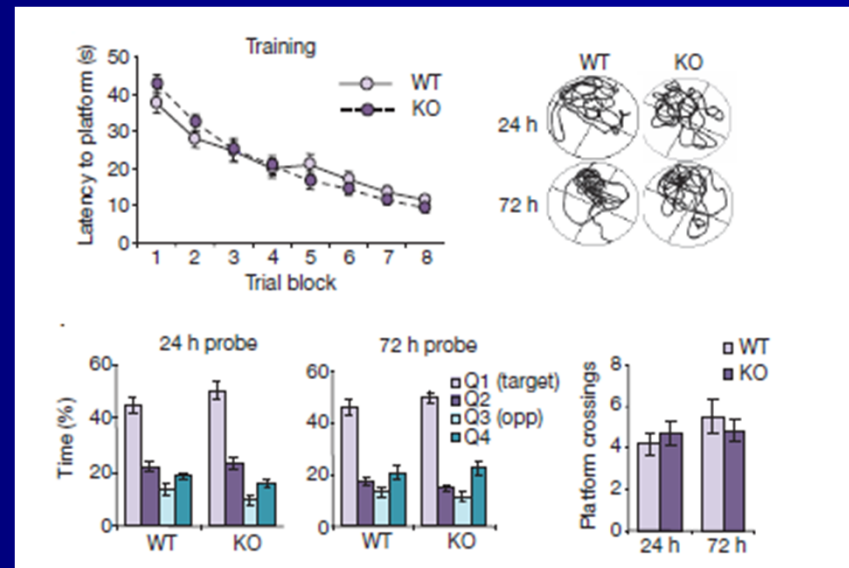 Training
Latency to platform (s)
50
40
30
20
10
0
1 2 3 4 5 6 7 8
Trial block
WT
KO
WT KO
24 h
72 h
24 h probe
Time (%)
60
40
20
0
WT KO
72 h probe
60
40
20
0
WT KO
Q1 (target)
Q2
Q3 (opp)
Q4
Platform crossings
8
6
4
2
0
24 h 72 h
WT
KO